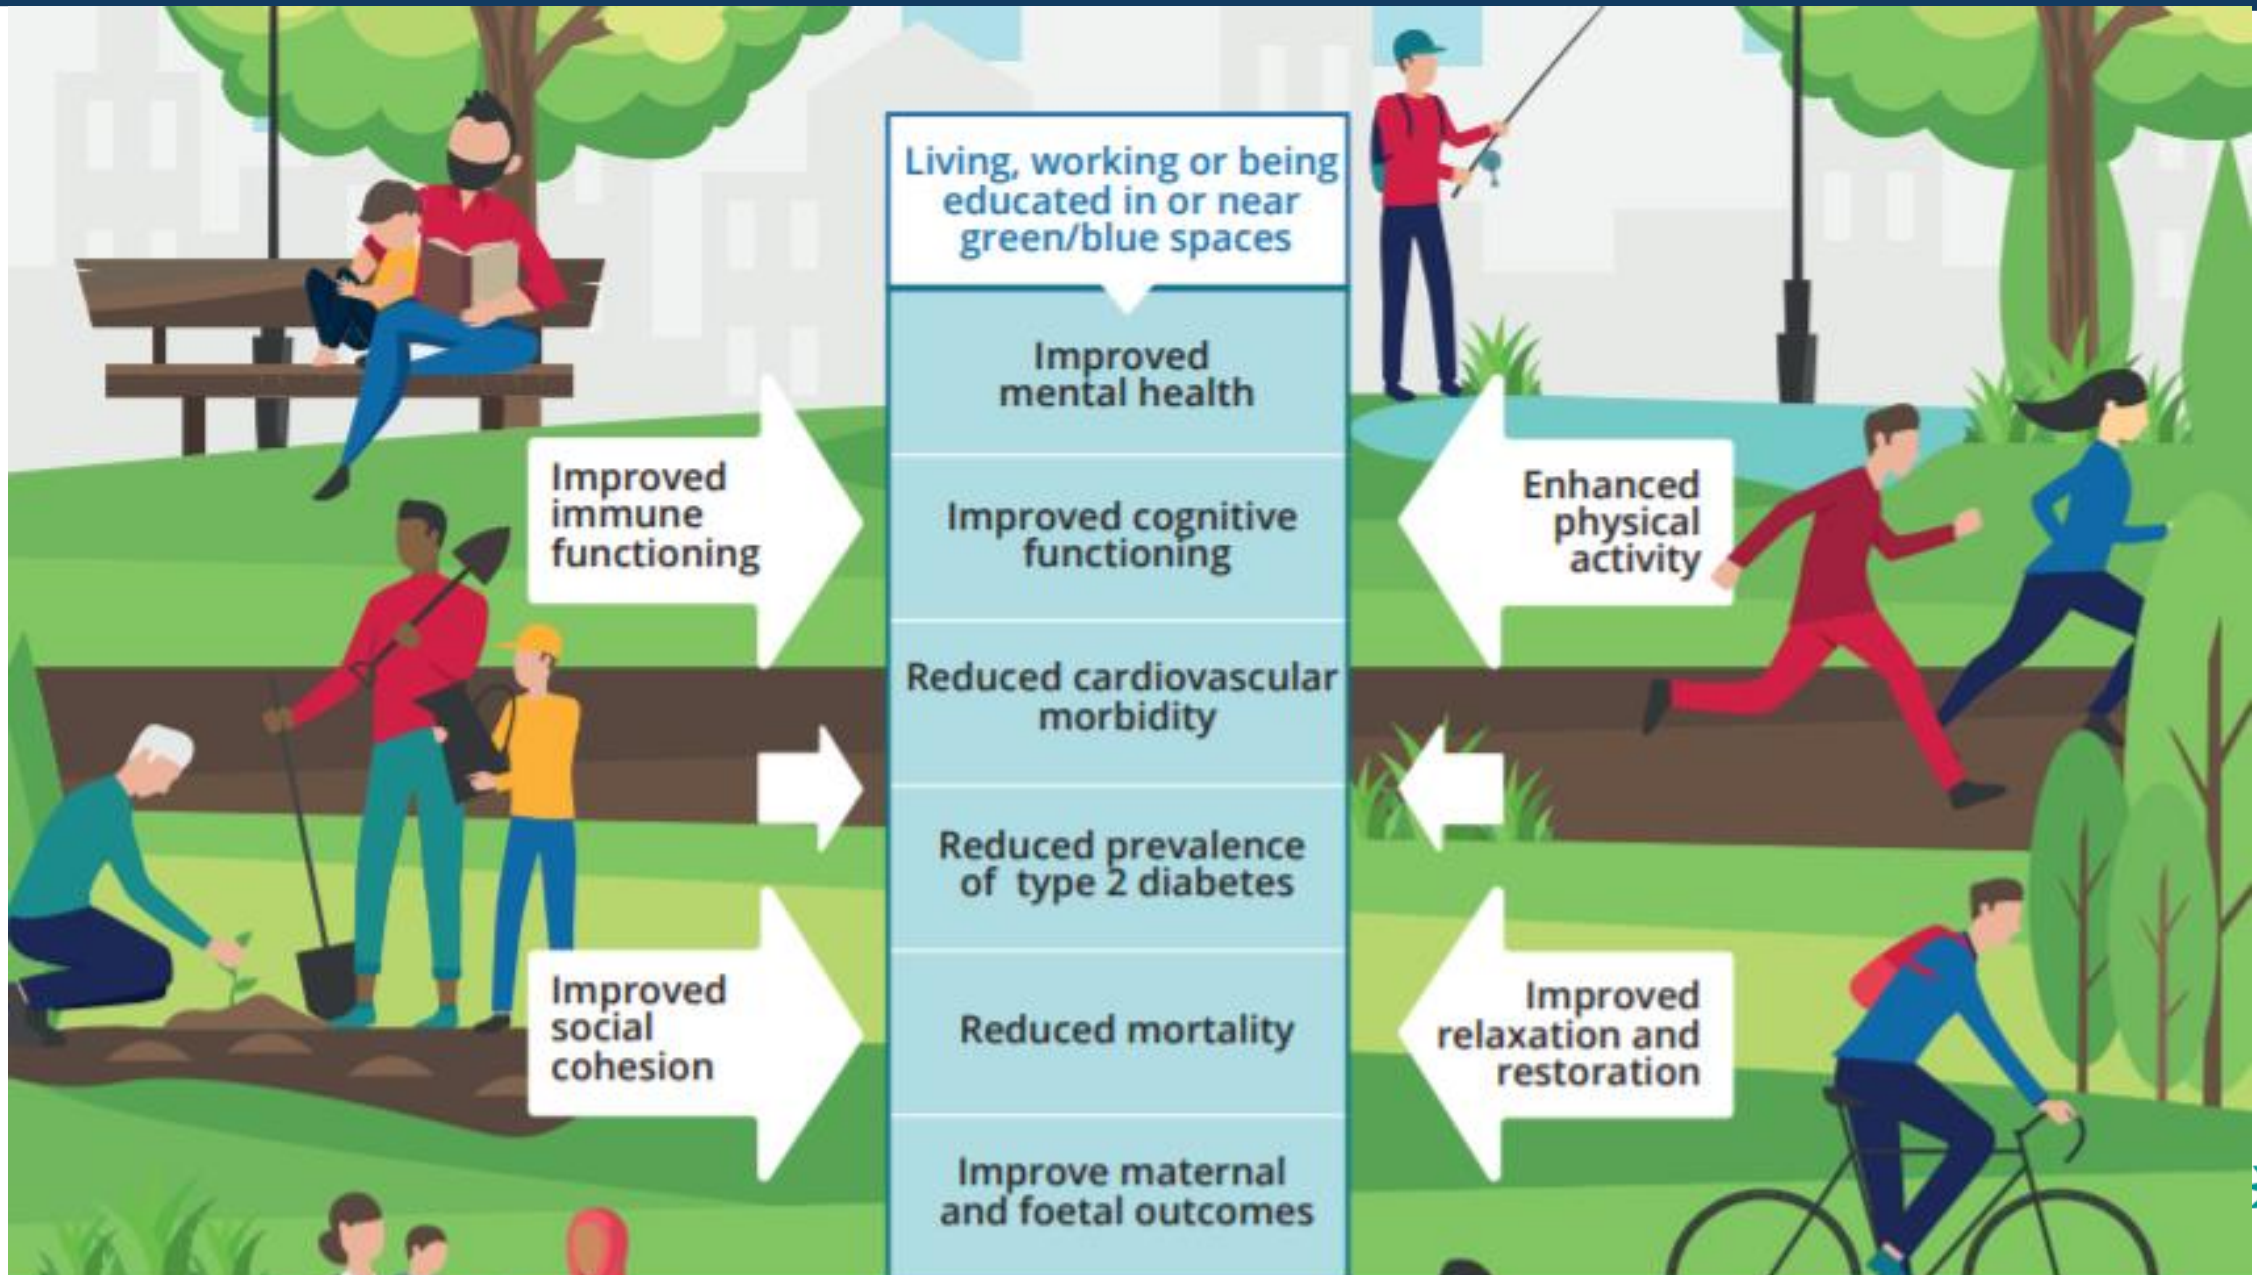 Living, working or being
educated in or near
green/blue spaces
Improved
mental health
Improved cognitive
functioning
Reduced cardiovascular
morbidity
Reduced prevalence
of type 2 diabetes
Reduced mortality
Improve maternal
and foetal outcomes
Improved
immune
functioning
Improved
social
cohesion
Enhanced
physical
activity
Improved
relaxation and
restoration